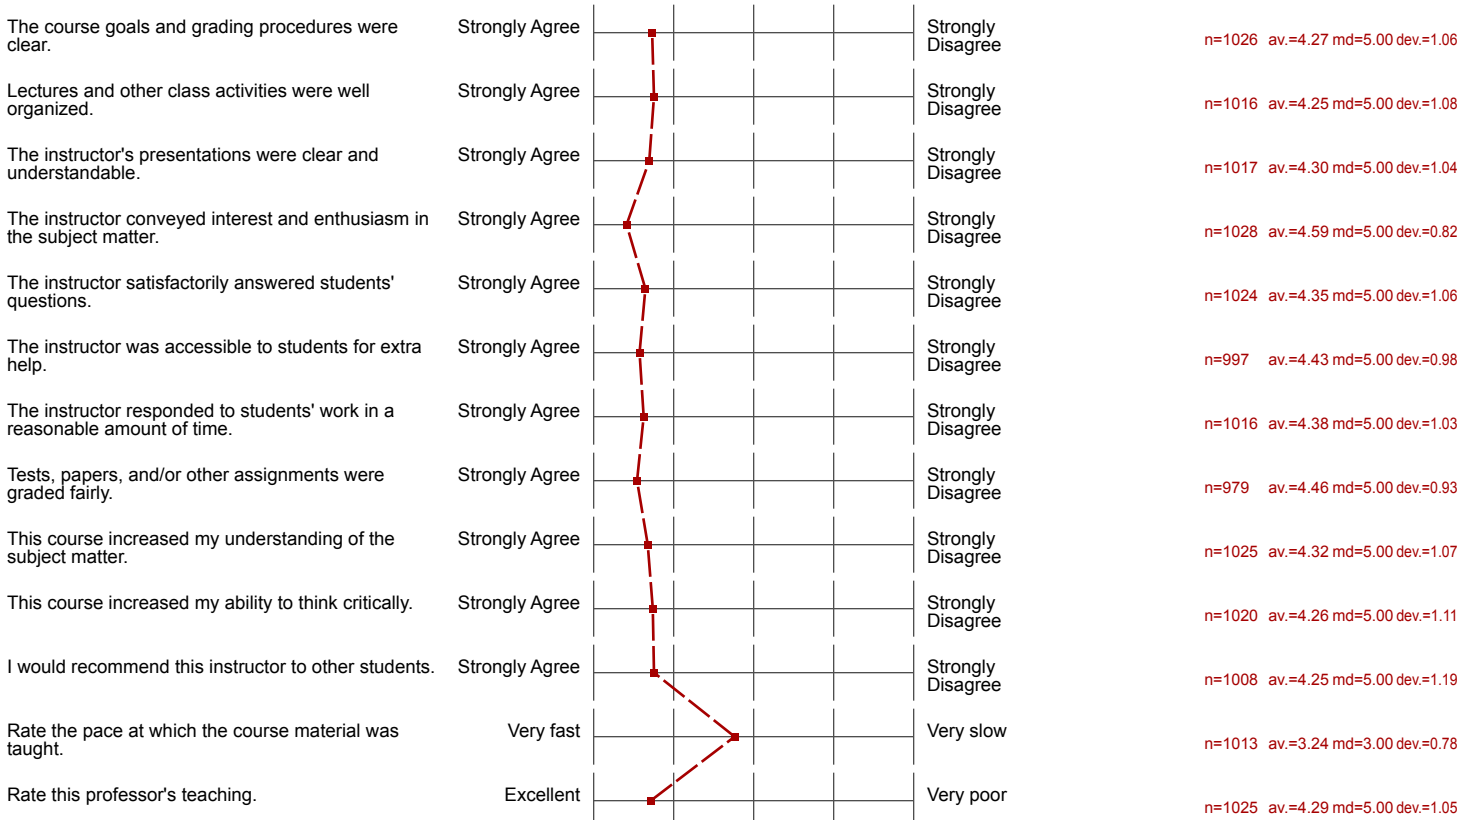 The course goals and grading procedures were
clear.
Strongly Agree
Strongly
Disagree
n=1026 av.=4.27 md=5.00 dev.=1.06
Lectures and other class activities were well
organized.
Strongly Agree
Strongly
Disagree
n=1016 av.=4.25 md=5.00 dev.=1.08
The instructor's presentations were clear and
understandable.
Strongly Agree
Strongly
Disagree
n=1017 av.=4.30 md=5.00 dev.=1.04
The instructor conveyed interest and enthusiasm in
the subject matter.
Strongly Agree
Strongly
Disagree
n=1028 av.=4.59 md=5.00 dev.=0.82
The instructor satisfactorily answered students'
questions.
Strongly Agree
Strongly
Disagree
n=1024 av.=4.35 md=5.00 dev.=1.06
The instructor was accessible to students for extra
help.
Strongly Agree
Strongly
Disagree
n=997 av.=4.43 md=5.00 dev.=0.98
The instructor responded to students' work in a
reasonable amount of time.
Strongly Agree
Strongly
Disagree
n=1016 av.=4.38 md=5.00 dev.=1.03
Tests, papers, and/or other assignments were
graded fairly.
Strongly Agree
Strongly
Disagree
n=979 av.=4.46 md=5.00 dev.=0.93
This course increased my understanding of the
subject matter.
Strongly Agree
Strongly
Disagree
n=1025 av.=4.32 md=5.00 dev.=1.07
This course increased my ability to think critically.
Strongly Agree
Strongly
Disagree
n=1020 av.=4.26 md=5.00 dev.=1.11
I would recommend this instructor to other students.
Strongly Agree
Strongly
Disagree
n=1008 av.=4.25 md=5.00 dev.=1.19
Rate the pace at which the course material was
taught.
Very fast
Very slow
n=1013 av.=3.24 md=3.00 dev.=0.78
Rate this professor's teaching.
Excellent
Very poor
n=1025 av.=4.29 md=5.00 dev.=1.05